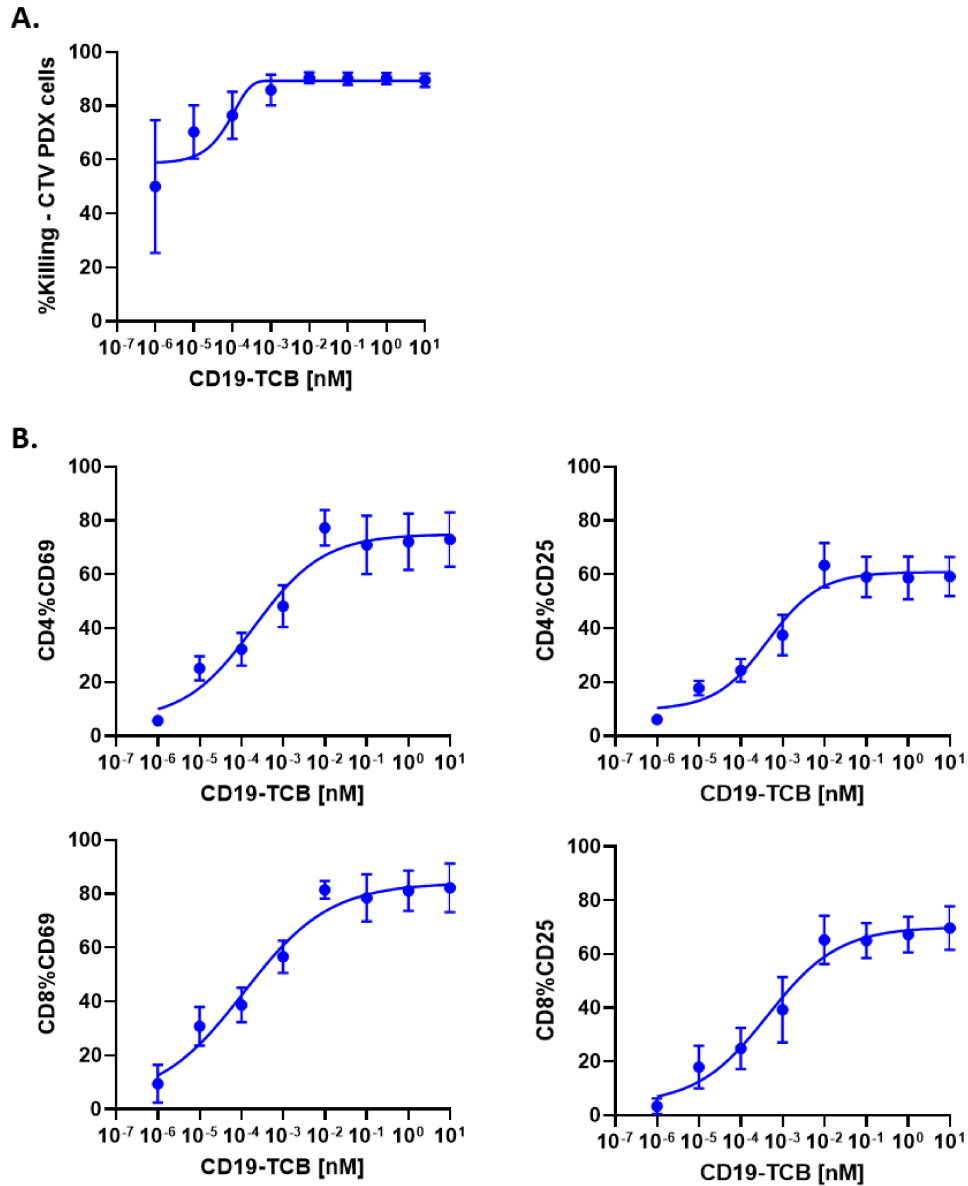 A.
%Killing - CTV PDX cells
100
80
60
40
20
0
10⁻⁷ 10⁻⁶ 10⁻⁵ 10⁻⁴ 10⁻³ 10⁻² 10⁻¹ 10⁰ 10¹
CD19-TCB [nM]
B.
CD4%CD69
100
80
60
40
20
0
10⁻⁷ 10⁻⁶ 10⁻⁵ 10⁻⁴ 10⁻³ 10⁻² 10⁻¹ 10⁰ 10¹
CD19-TCB [nM]
CD4%CD25
100
80
60
40
20
0
10⁻⁷ 10⁻⁶ 10⁻⁵ 10⁻⁴ 10⁻³ 10⁻² 10⁻¹ 10⁰ 10¹
CD19-TCB [nM]
CD8%CD69
100
80
60
40
20
0
10⁻⁷ 10⁻⁶ 10⁻⁵ 10⁻⁴ 10⁻³ 10⁻² 10⁻¹ 10⁰ 10¹
CD19-TCB [nM]
CD8%CD25
100
80
60
40
20
0
10⁻⁷ 10⁻⁶ 10⁻⁵ 10⁻⁴ 10⁻³ 10⁻² 10⁻¹ 10⁰ 10¹
CD19-TCB [nM]